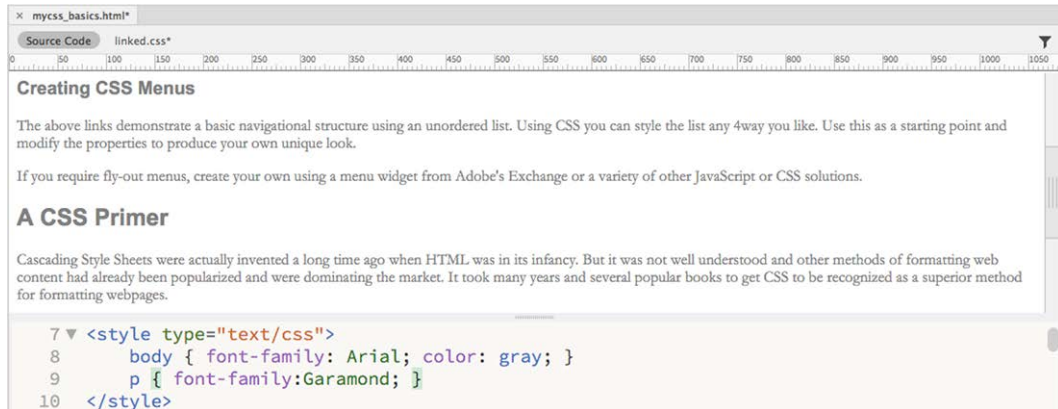 × mycss_basics.html*
Source Code linked.css*
0 50 100 150 200 250 300 350 400 450 500 550 600 650 700 750 800 850 900 950 1000 1050
Creating CSS Menus
The above links demonstrate a basic navigational structure using an unordered list. Using CSS you can style the list any 4way you like. Use this as a starting point and
modify the properties to produce your own unique look.
If you require fly-out menus, create your own using a menu widget from Adobe's Exchange or a variety of other JavaScript or CSS solutions.
A CSS Primer
Cascading Style Sheets were actually invented a long time ago when HTML was in its infancy. But it was not well understood and other methods of formatting web
content had already been popularized and were dominating the market. It took many years and several popular books to get CSS to be recognized as a superior method
for formatting webpages.
7 <style type="text/css">
8 body { font-family: Arial; color: gray; }
9 p { font-family:Garamond; }
10 </style>